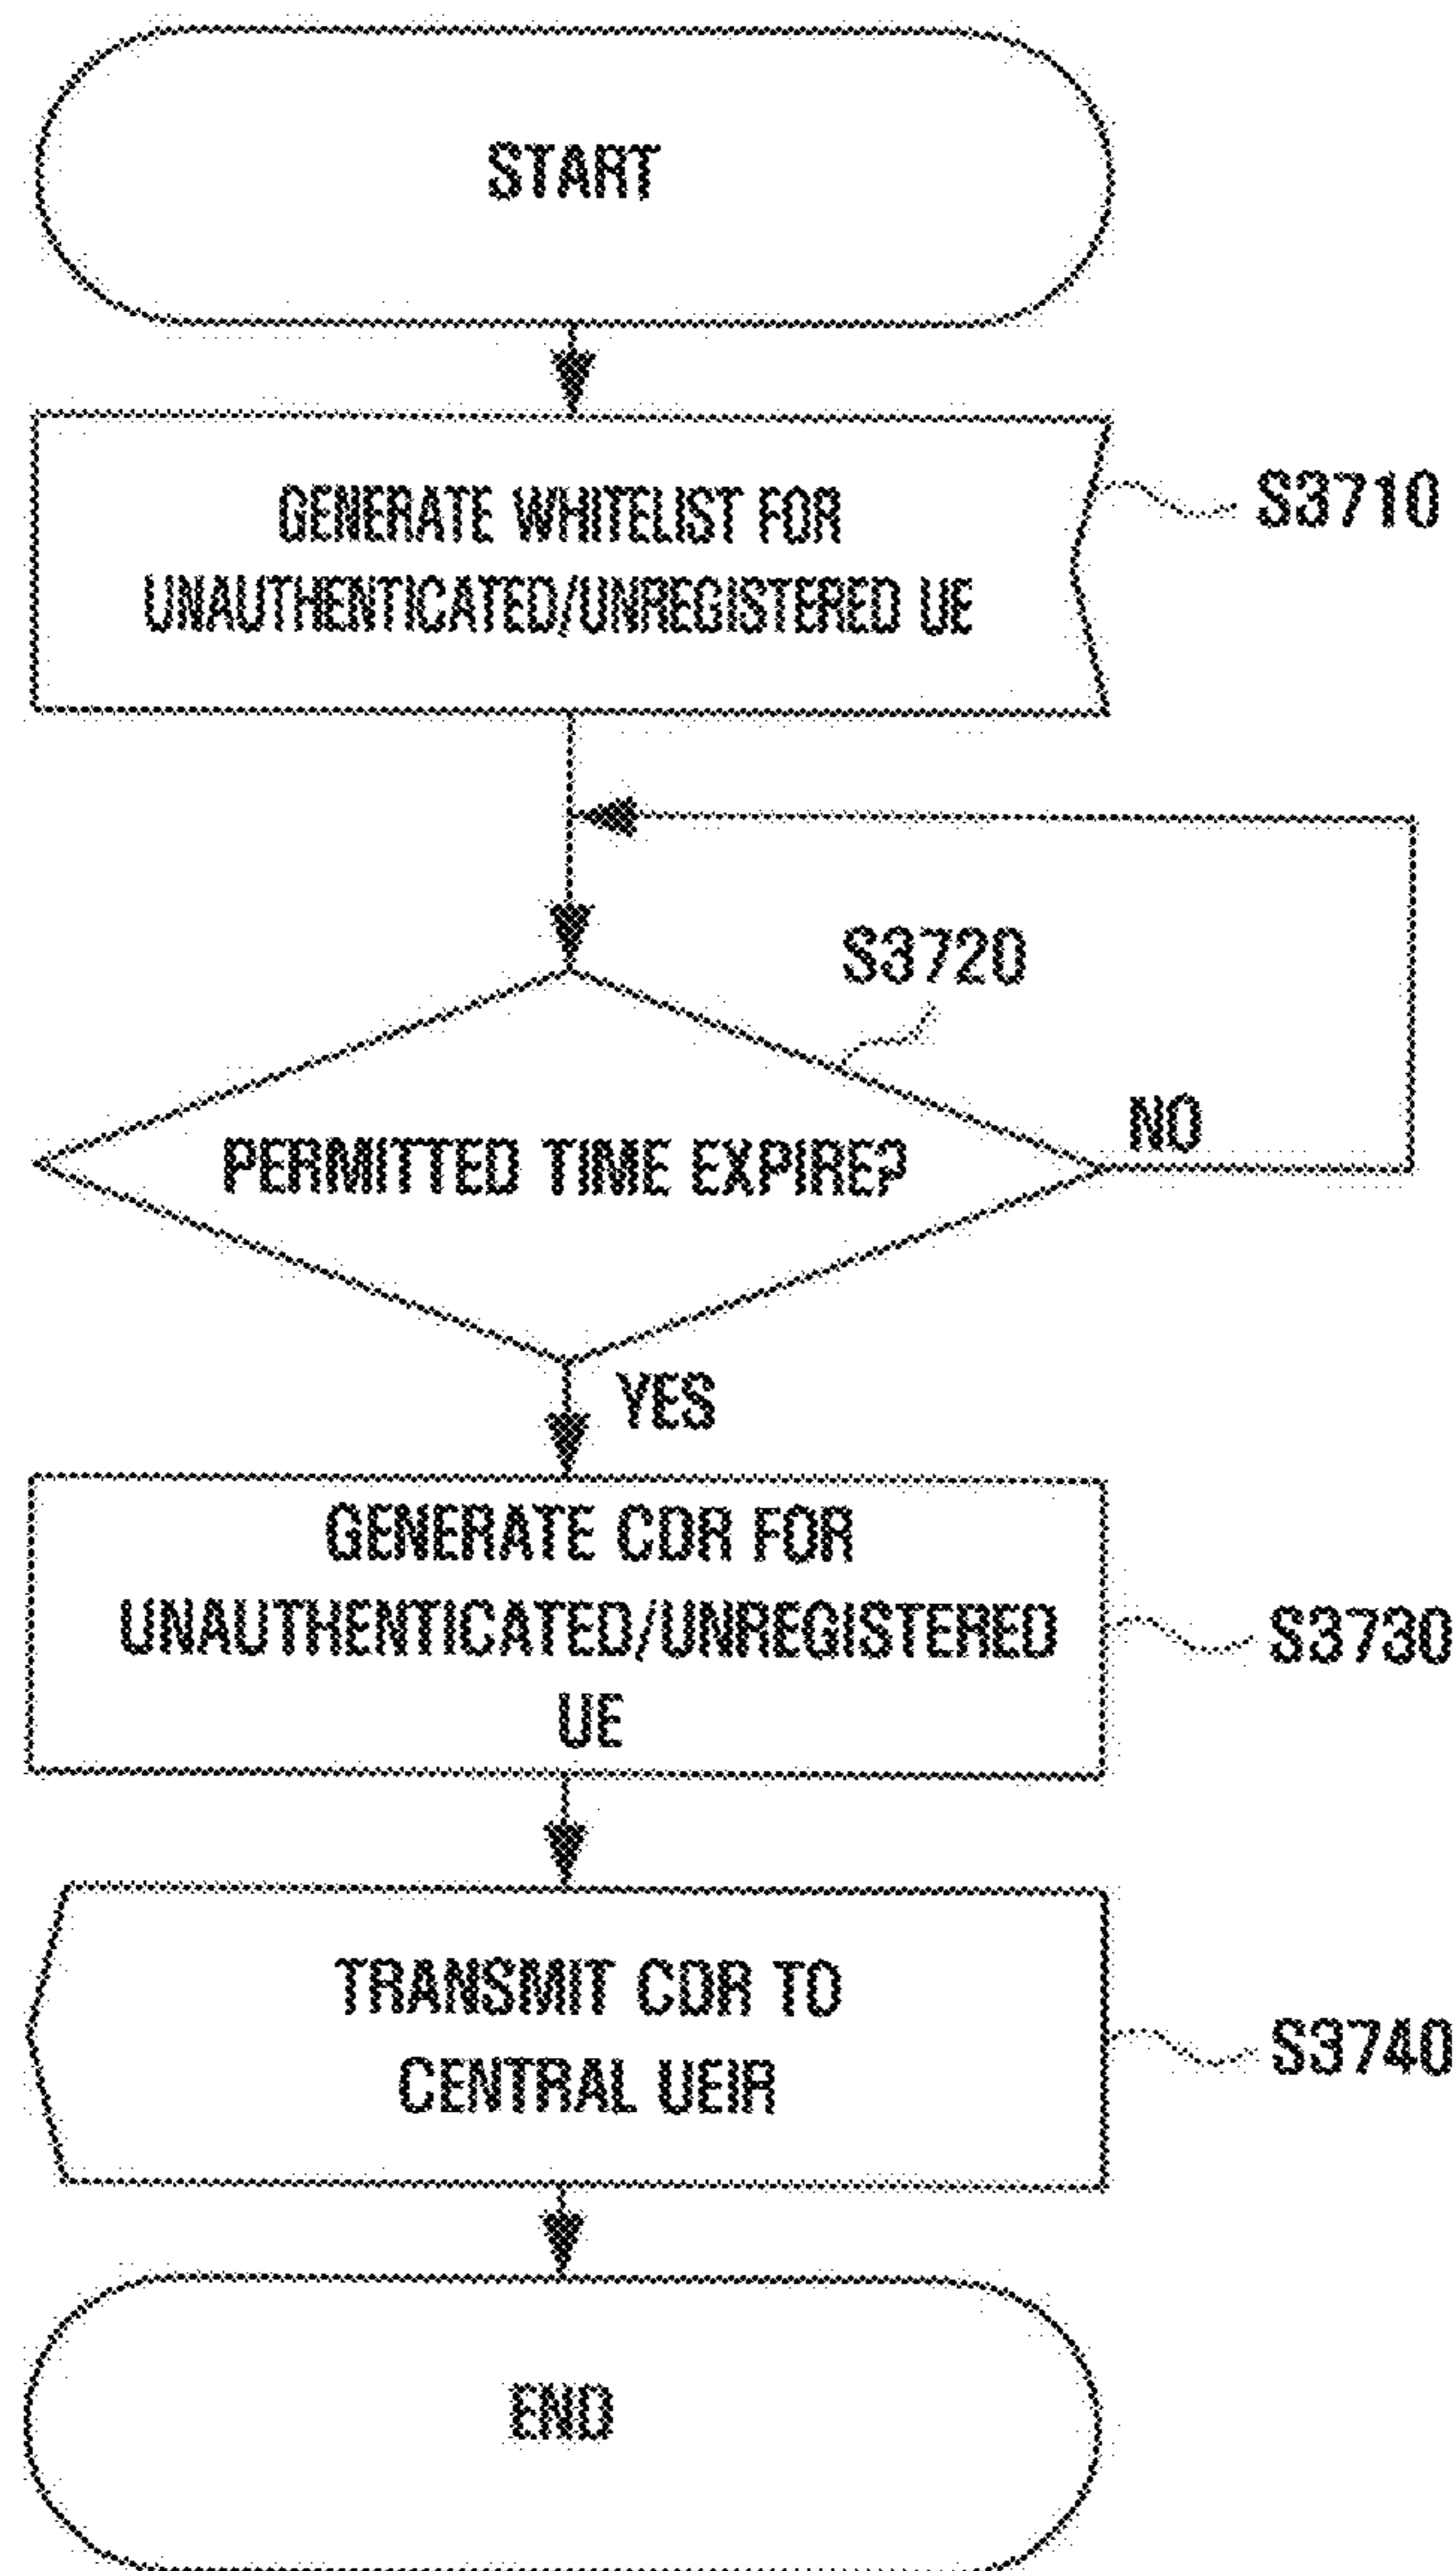 START
GENERATE WHITELIST FOR
UNAUTHENTICATED/UNREGISTERED UE
S3710
S3720
PERMITTED TIME EXPIRE?
NO
YES
GENERATE CDR FOR
UNAUTHENTICATED/UNREGISTERED
UE
S3730
TRANSMIT CDR TO
CENTRAL UEIR
S3740
END